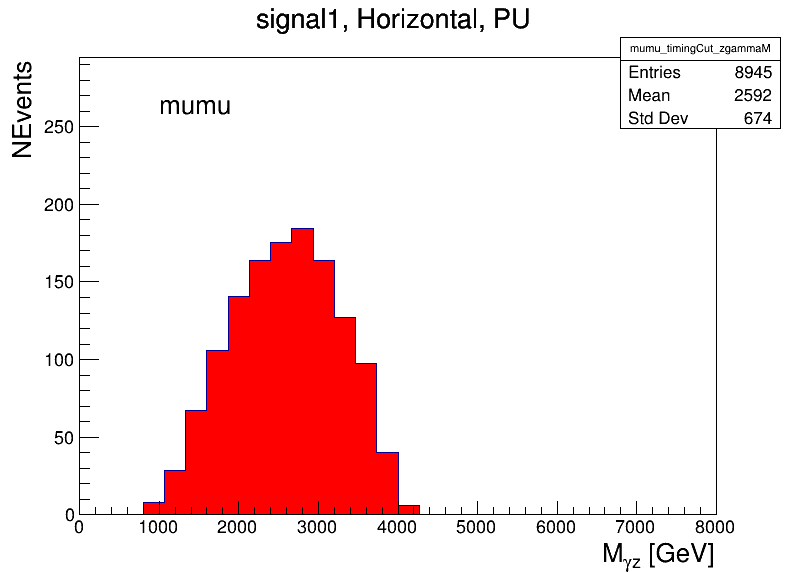 signal1, Horizontal, PU
mumu_timingCut_zgammaM
Entries 8945
Mean 2592
Std Dev 674
NEvents
mumu
250
200
150
100
50
0
0 1000 2000 3000 4000 5000 6000 7000 8000
Mγz [GeV]